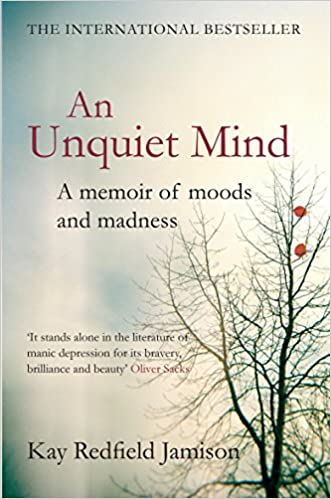 THE INTERNATIONAL BESTSELLER
An
Unquiet Mind
A memoir of moods
and madness
‘It stands alone in the literature of
manic depression for its bravery,
brilliance and beauty’ Oliver Sacks
Kay Redfield Jamison